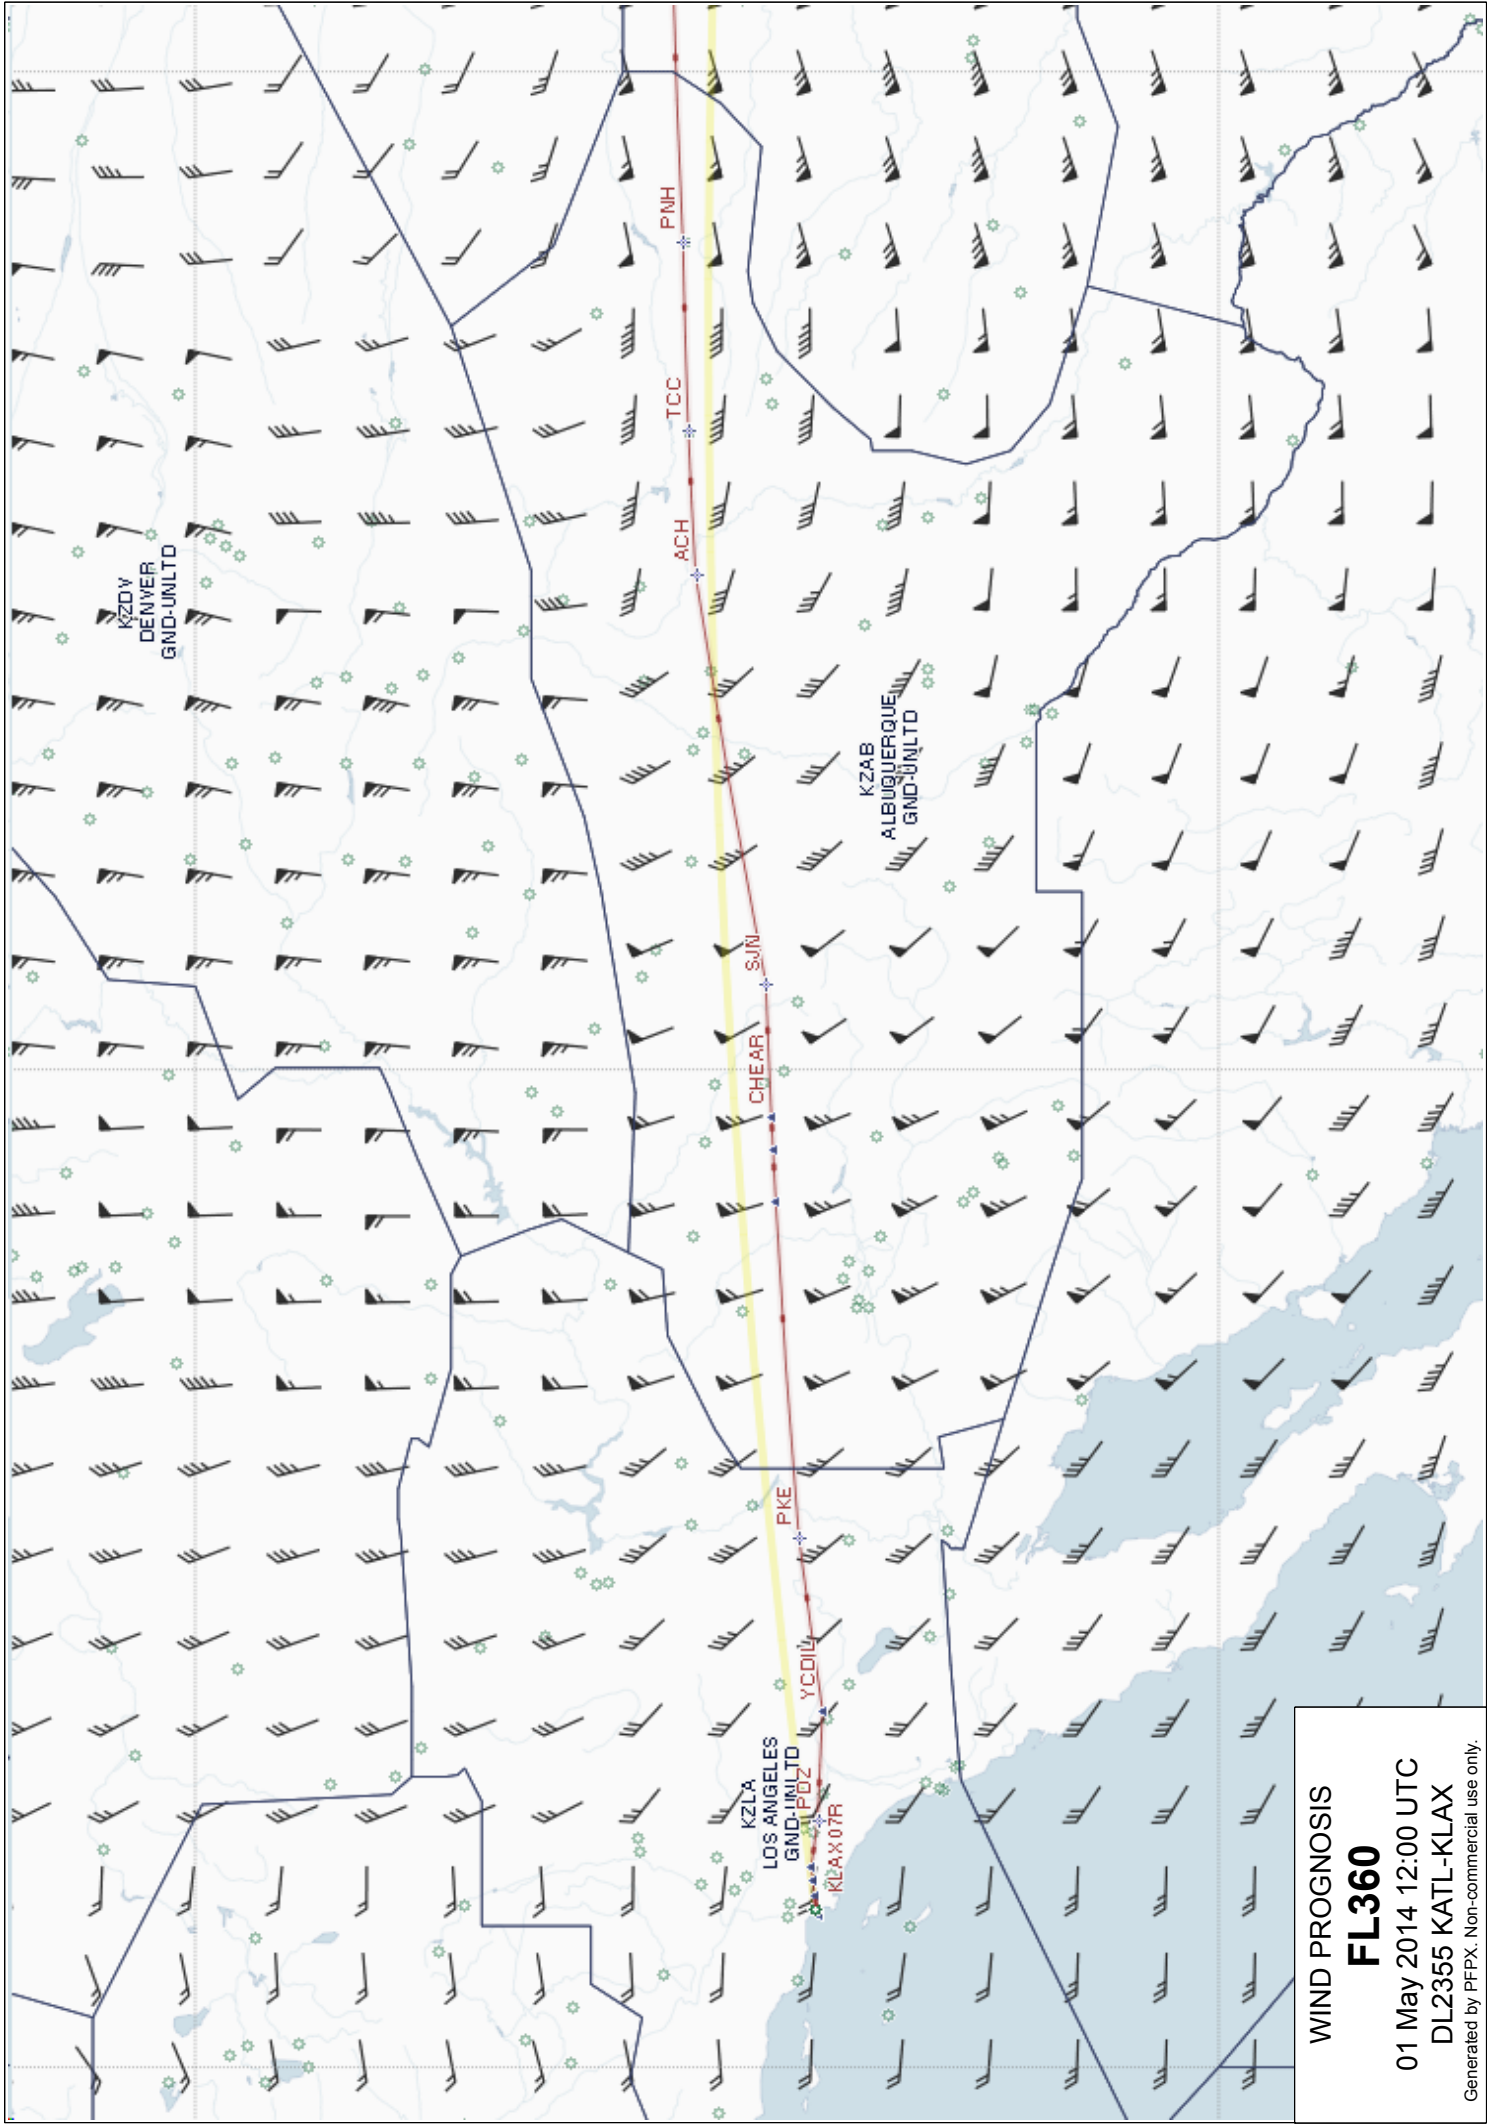 PNH
TCC
ACH
SJN
CHEAR
PKE
YCDIL
PDZ
KLAX 07R
KZDV
DENVER
GND-UNLTD
KZAB
ALBUQUERQUE
GND-UNLTD
KZLA
LOS ANGELES
GND-UNLTD
WIND PROGNOSIS
FL360
01 May 2014 12:00 UTC
DL2355 KATL-KLAX
Generated by PFPX. Non-commercial use only.